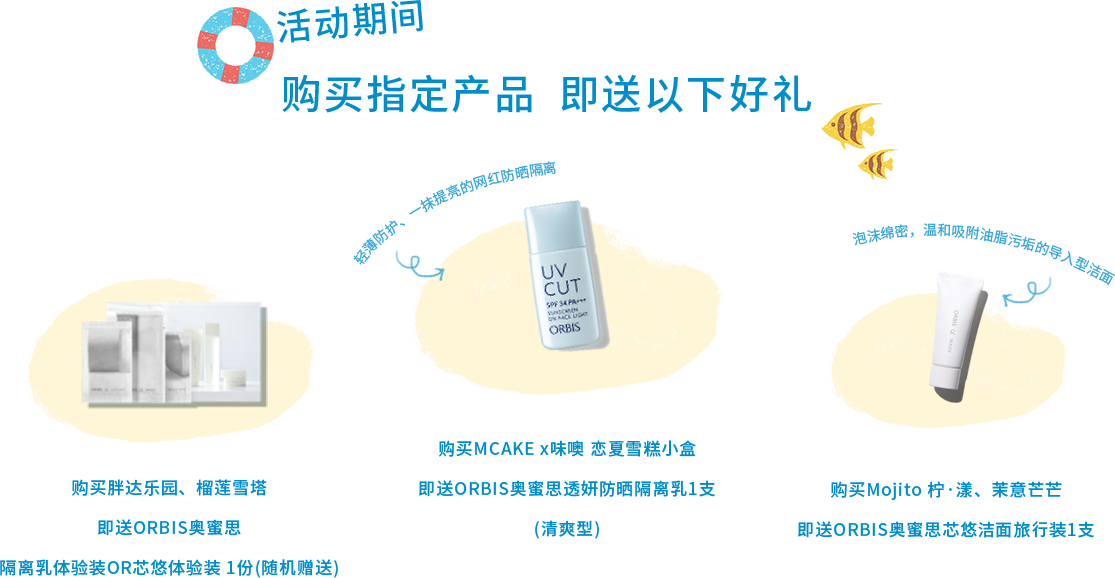 活动期间
购买指定产品 即送以下好礼
轻薄防护、一抹提亮的网红防晒隔离
泡沫绵密，温和吸附油脂污垢的导入型洁面
UV
CUT
SPF34 PA+++
SUNSCREEN
ON FACE LIGHT
ORBIS
购买胖达乐园、榴莲雪塔
即送ORBIS奥蜜思
隔离乳体验装OR芯悠体验装 1份(随机赠送)
购买MCAKE x味噢 恋夏雪糕小盒
即送ORBIS奥蜜思透妍防晒隔离乳1支
(清爽型)
购买Mojito 柠·漾、茉意芒芒
即送ORBIS奥蜜思芯悠洁面旅行装1支